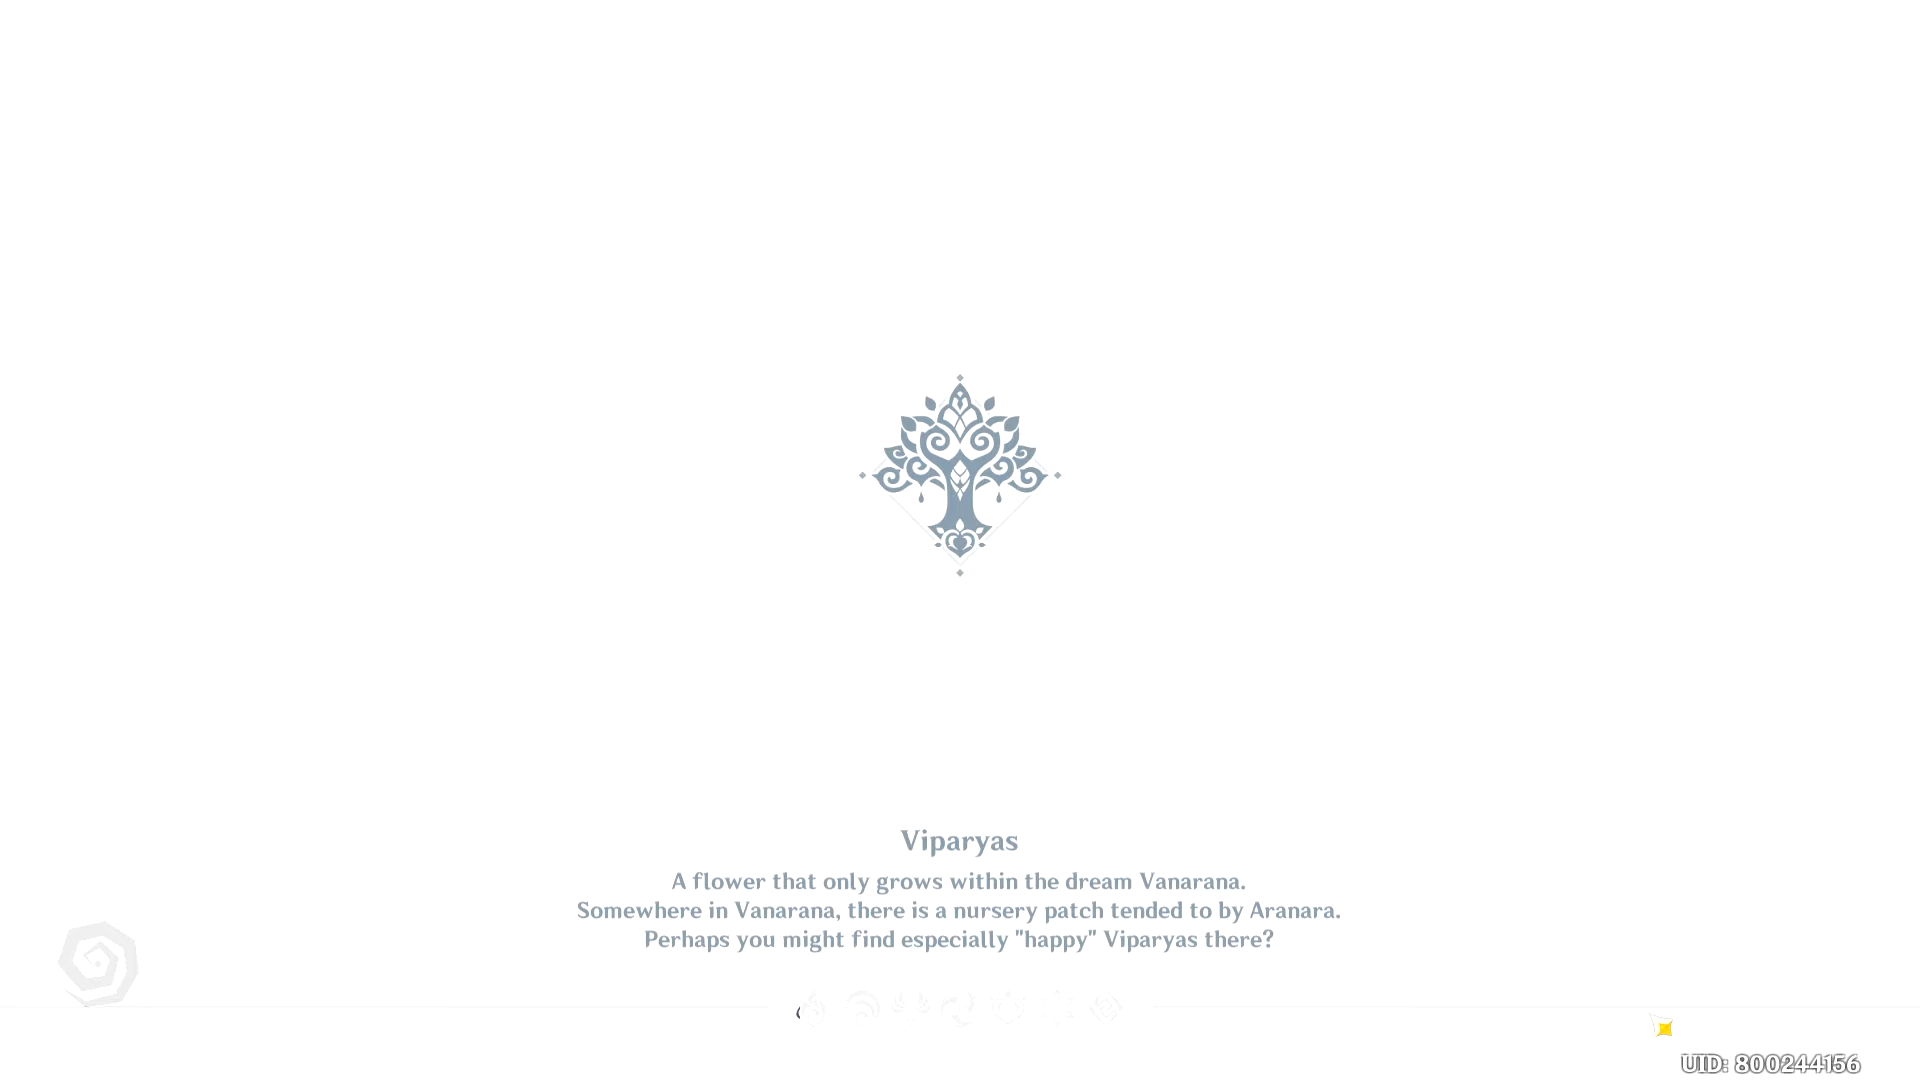 Viparyas
A flower that only grows within the dream Vanarana.
Somewhere in Vanarana, there is a nursery patch tended to by Aranara.
Perhaps you might find especially "happy" Viparyas there?
UID: 800244156